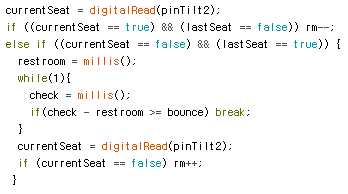 currentSeat = digitalRead(pinTilt2);
if ((currentSeat == true) && (lastSeat == false)) rm--;
else if ((currentSeat == false) && (lastSeat == true)) {
restroom = millis();
while(1){
check = millis();
if(check - restroom >= bounce) break;
}
currentSeat = digitalRead(pinTilt2);
if (currentSeat == false) rm++;
}